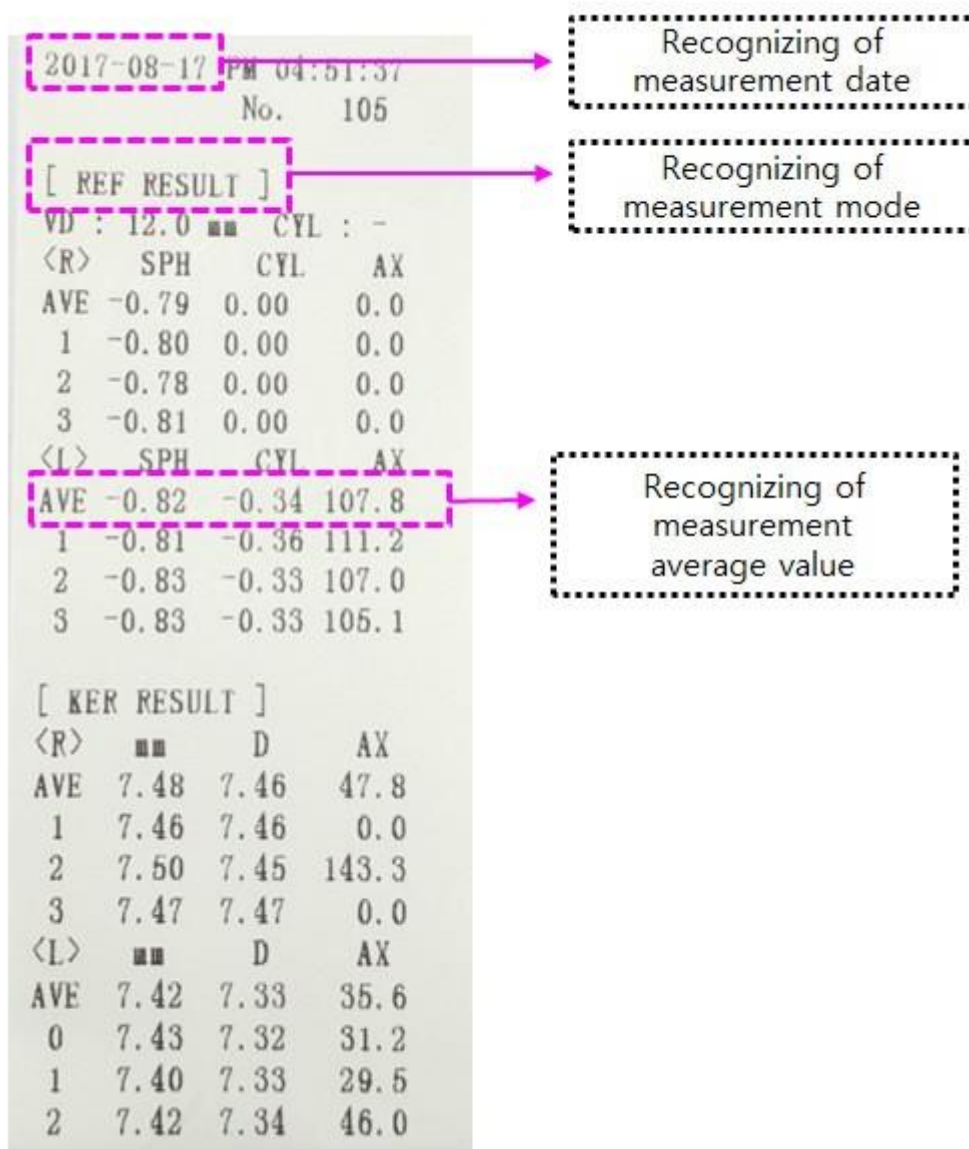 2017-08-17 PM 04:51:37
No. 105
[ REF RESULT ]
VD : 12.0 mm CYL : -
<R> SPH CYL AX
AVE -0.79 0.00 0.0
1 -0.80 0.00 0.0
2 -0.78 0.00 0.0
3 -0.81 0.00 0.0
<L> SPH CYL AX
AVE -0.82 -0.34 107.8
1 -0.81 -0.36 111.2
2 -0.83 -0.33 107.0
3 -0.83 -0.33 105.1
[ KER RESULT ]
<R> mm D AX
AVE 7.48 7.46 47.8
1 7.46 7.46 0.0
2 7.50 7.45 143.3
3 7.47 7.47 0.0
<L> mm D AX
AVE 7.42 7.33 35.6
0 7.43 7.32 31.2
1 7.40 7.33 29.5
2 7.42 7.34 46.0
Recognizing of
measurement date
Recognizing of
measurement mode
Recognizing of
measurement
average value